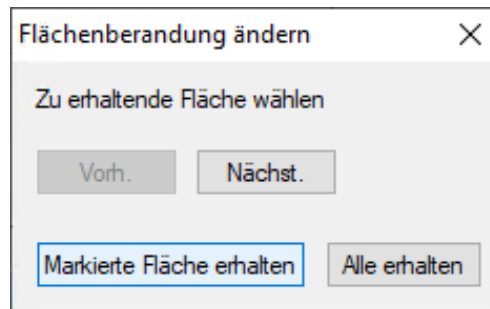 Flächenberandung ändern
Zu erhaltende Fläche wählen
Vorh. Nächst.
Markierte Fläche erhalten Alle erhalten